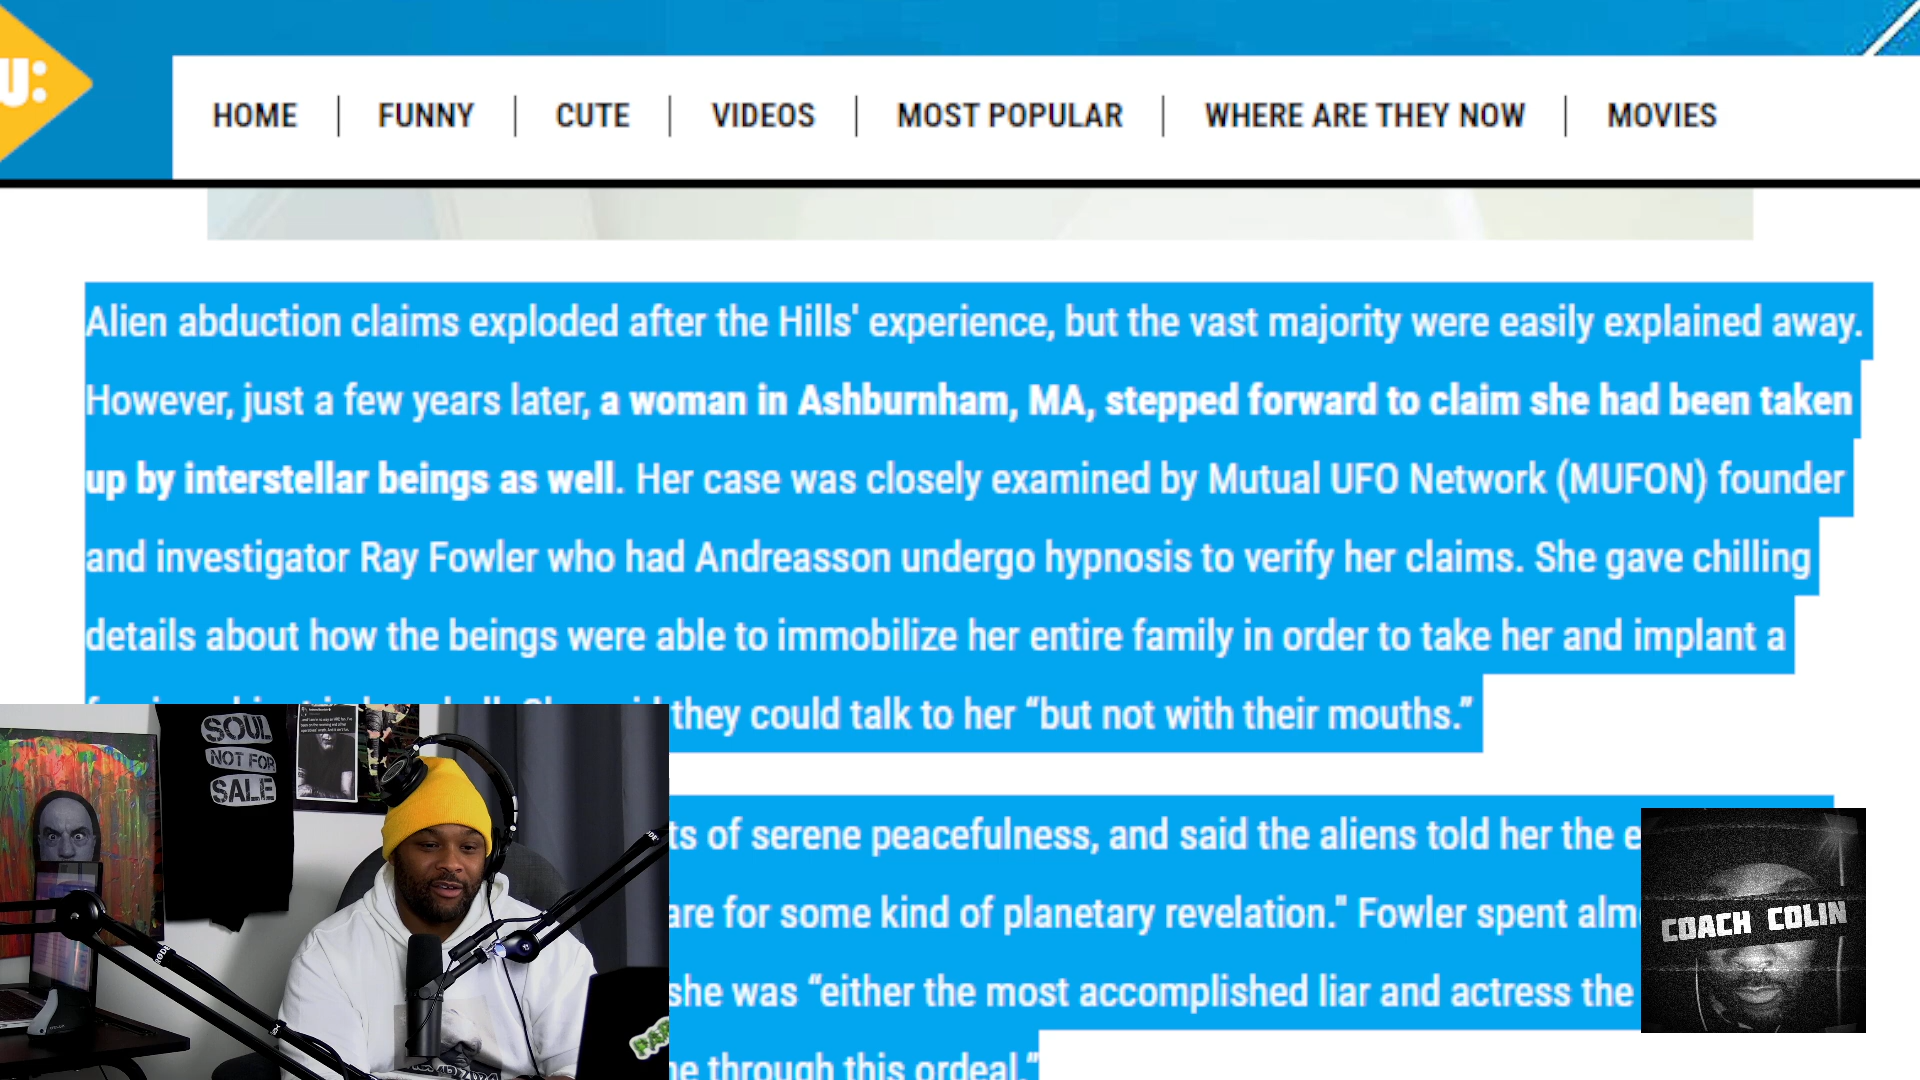 U:
HOME | FUNNY | CUTE | VIDEOS | MOST POPULAR | WHERE ARE THEY NOW | MOVIES
Alien abduction claims exploded after the Hills' experience, but the vast majority were easily explained away.
However, just a few years later, a woman in Ashburnham, MA, stepped forward to claim she had been taken
up by interstellar beings as well. Her case was closely examined by Mutual UFO Network (MUFON) founder
and investigator Ray Fowler who had Andreasson undergo hypnosis to verify her claims. She gave chilling
details about how the beings were able to immobilize her entire family in order to take her and implant a
they could talk to her “but not with their mouths.”
ts of serene peacefulness, and said the aliens told her the e
are for some kind of planetary revelation." Fowler spent alm
she was “either the most accomplished liar and actress the
e through this ordeal.”
SOUL
NOT FOR
SALE
RODE
COACH COLIN